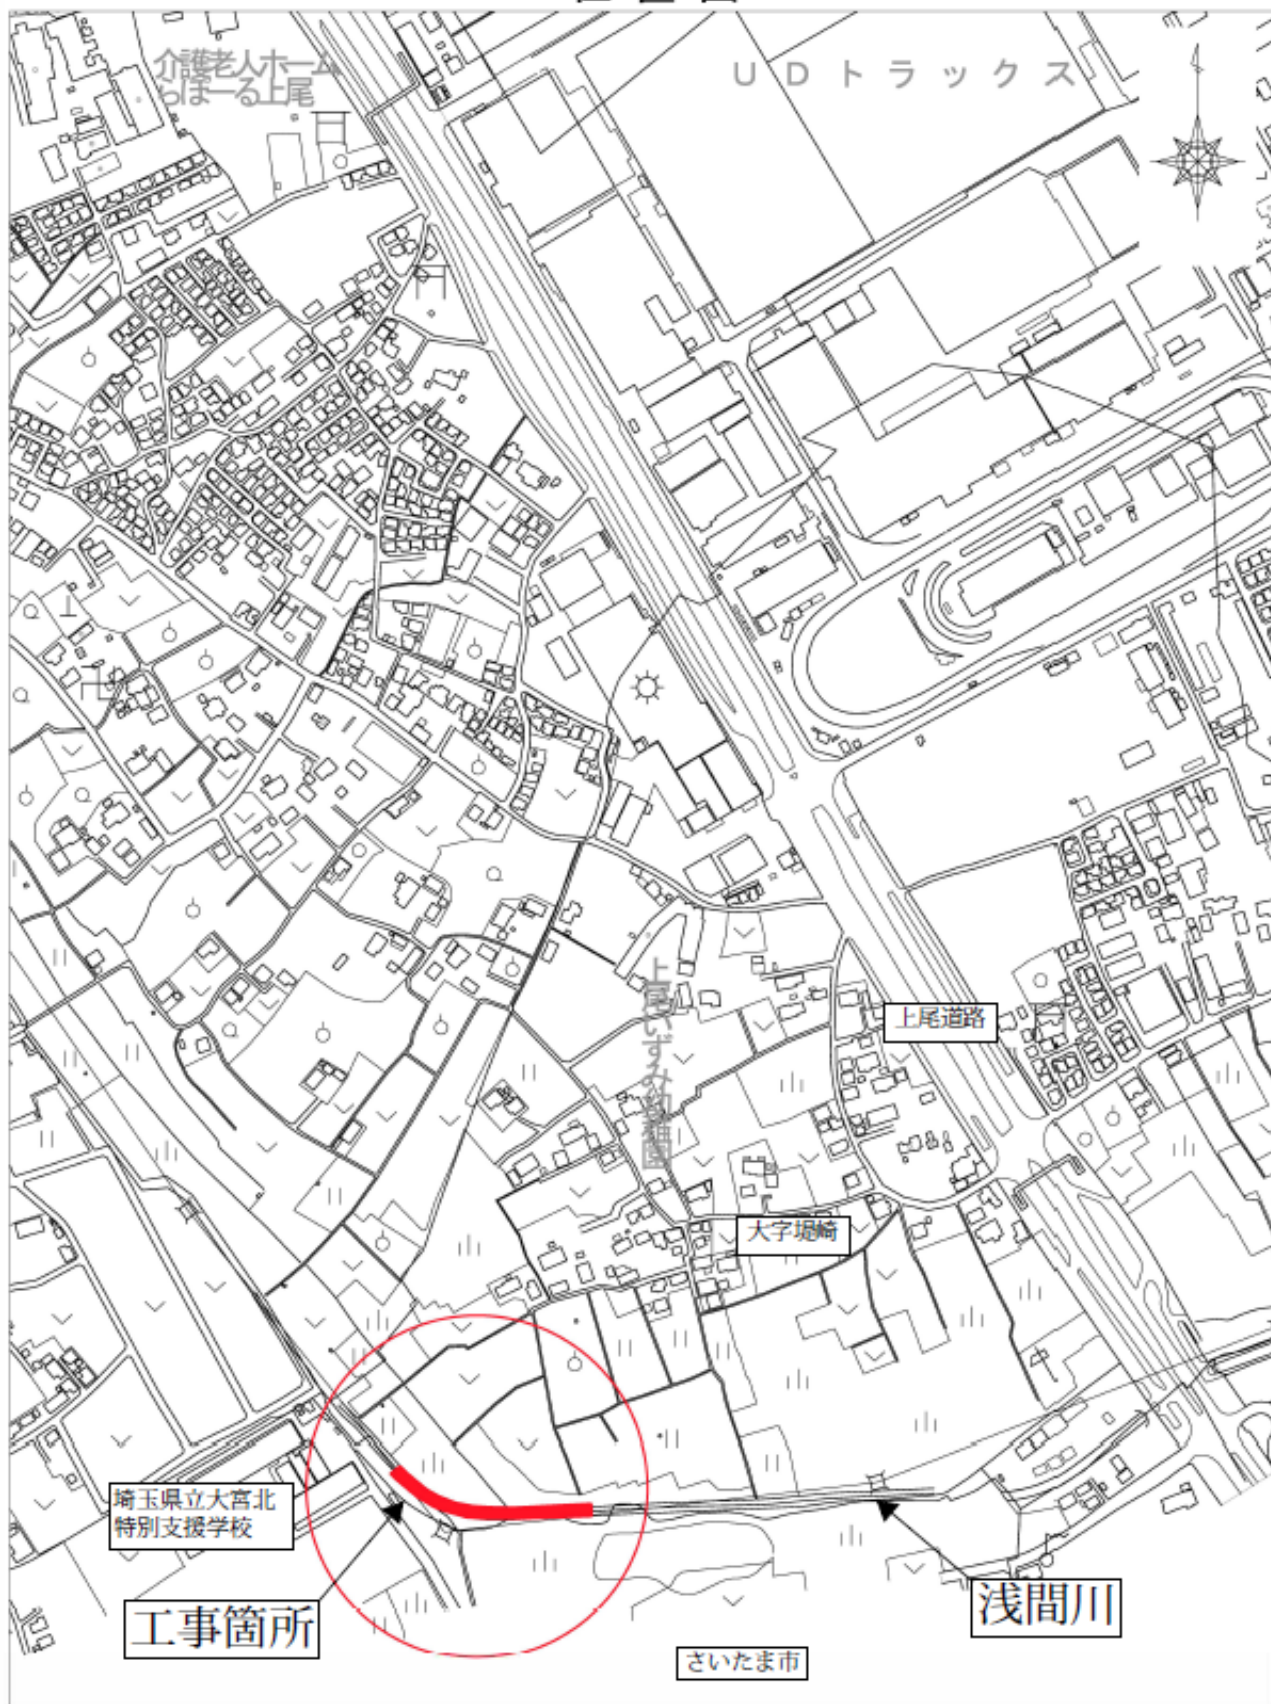 介護老人ホーム
らぽーる上尾
UDトラックス
上尾いずみ幼稚園
上尾道路
大字堤崎
埼玉県立大宮北
特別支援学校
工事箇所
浅間川
さいたま市